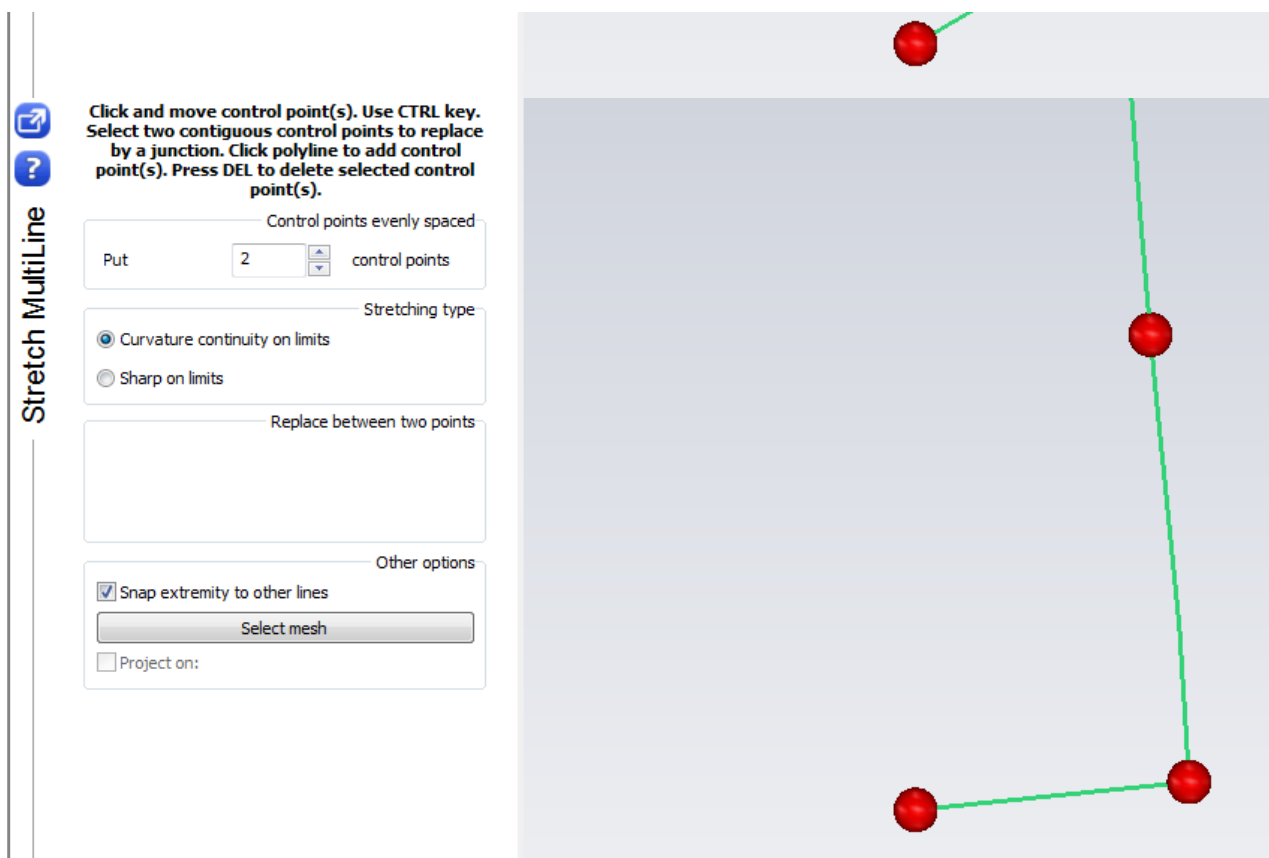 Stretch MultiLine
?
Click and move control point(s). Use CTRL key.
Select two contiguous control points to replace
by a junction. Click polyline to add control
point(s). Press DEL to delete selected control
point(s).
Control points evenly spaced
Put 2 control points
Stretching type
Curvature continuity on limits
Sharp on limits
Replace between two points
Other options
Snap extremity to other lines
Select mesh
Project on: